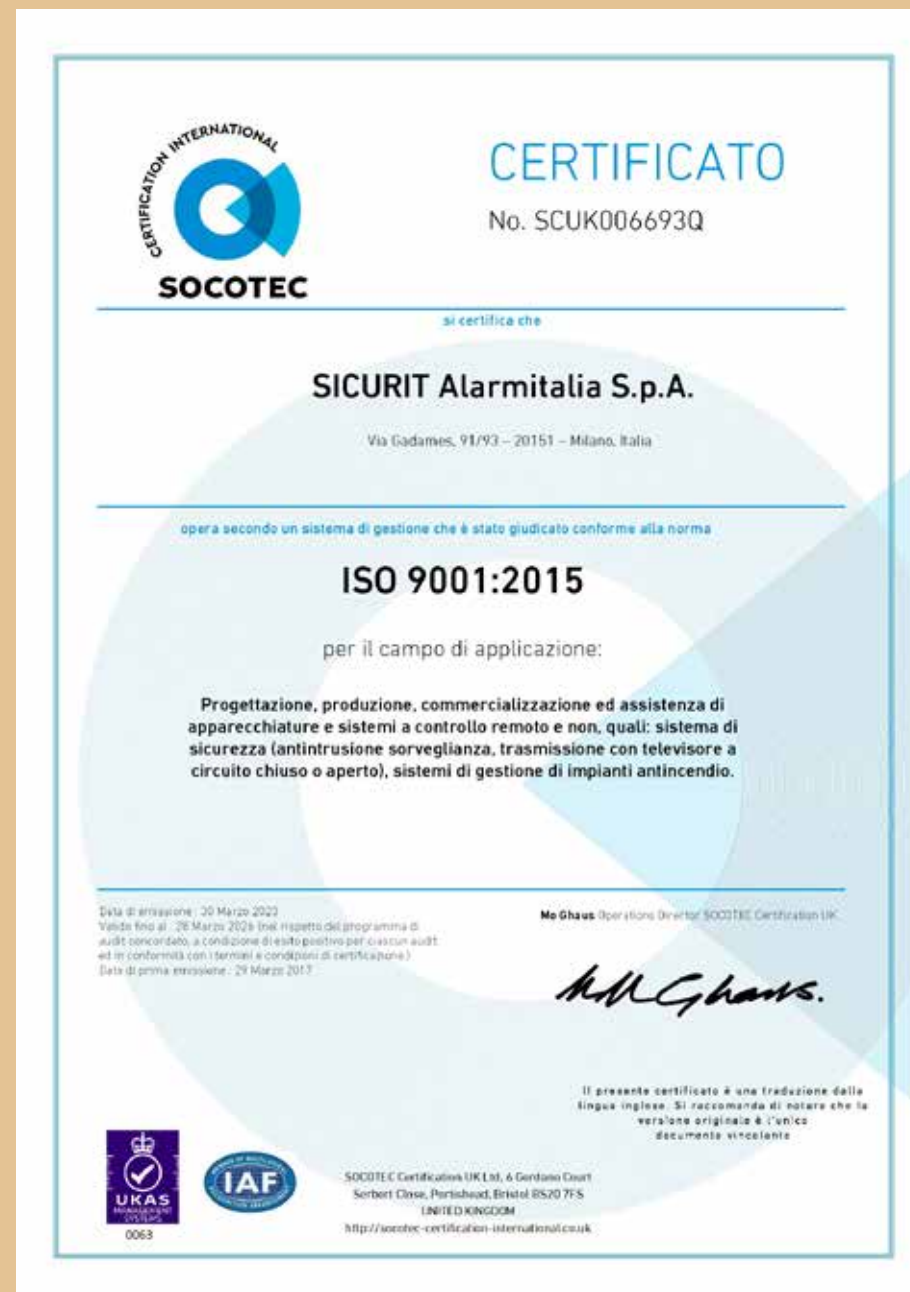 CERTIFICATION INTERNATIONAL
SOCOTEC
CERTIFICATO
No. SCUK006693Q
si certifica che
SICURIT Alarmitalia S.p.A.
Via Gadames, 91/93 – 20151 – Milano, Italia
opera secondo un sistema di gestione che è stato giudicato conforme alla norma
ISO 9001:2015
per il campo di applicazione:
Progettazione, produzione, commercializzazione ed assistenza di
apparecchiature e sistemi a controllo remoto e non, quali: sistema di
sicurezza (antintrusione sorveglianza, trasmissione con televisore a
circuito chiuso o aperto), sistemi di gestione di impianti antincendio.
Data di emissione : 30 Marzo 2023
Valido fino al : 28 Marzo 2026 (nel rispetto del programma di
audit concordato, a condizione di esito positivo per ciascun audit
ed in conformità con i termini e condizioni di certificazione.)
Data di prima emissione : 29 Marzo 2017
Mo Ghaus Operations Director SOCOTEC Certification UK
Il presente certificato è una traduzione dalla
lingua inglese. Si raccomanda di notare che la
versione originale è l'unico
documento vincolante
UKAS
MANAGEMENT
SYSTEMS
0063
IAF
SOCOTEC Certification UK Ltd, 6 Gordano Court
Serbert Close, Portishead, Bristol BS20 7FS
UNITED KINGDOM
http://socotec-certification-international.co.uk